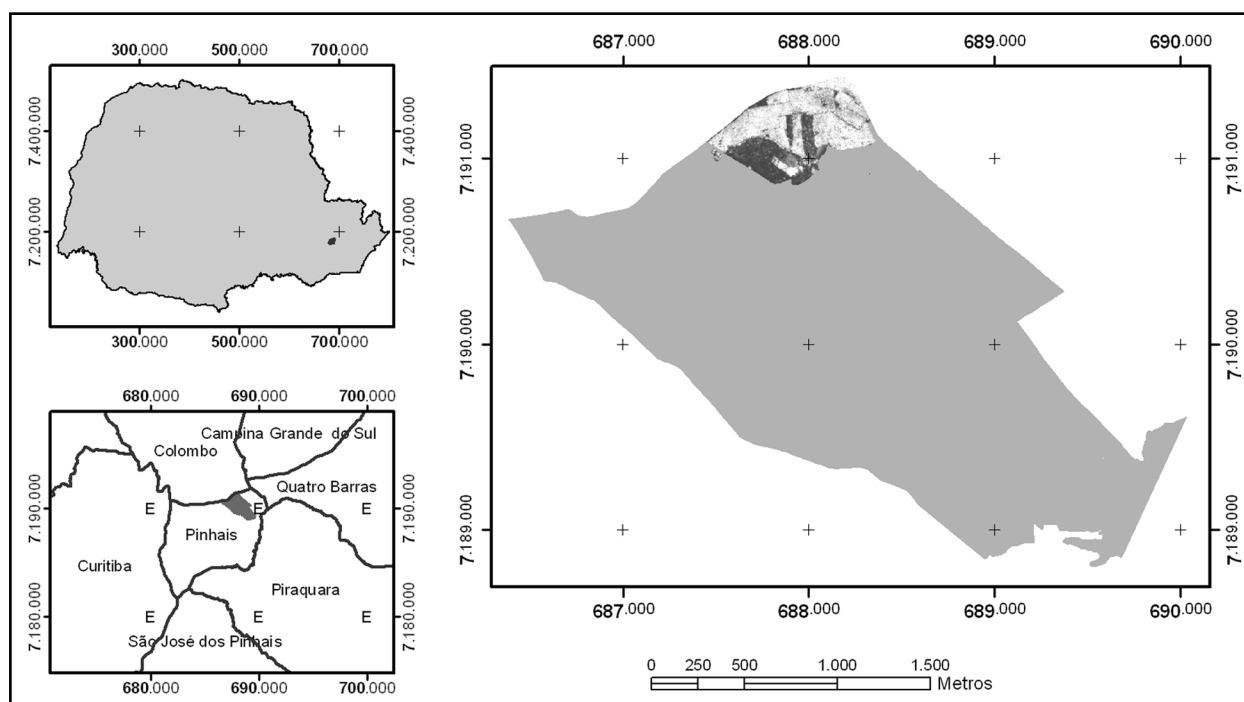 300.000 500.000 700.000
7.400.000 7.400.000
7.200.000 7.200.000
300.000 500.000 700.000
680.000 690.000 700.000
Campina Grande do Sul
Colombo
Quatro Barras
7.190.000 E E E 7.190.000
Pinhais
Curitiba
Piraquara
7.180.000 E E E 7.180.000
São José dos Pinhais
680.000 690.000 700.000
687.000 688.000 689.000 690.000
7.191.000 7.191.000
7.190.000 7.190.000
7.189.000 7.189.000
687.000 688.000 689.000 690.000
0 250 500 1.000 1.500
Metros